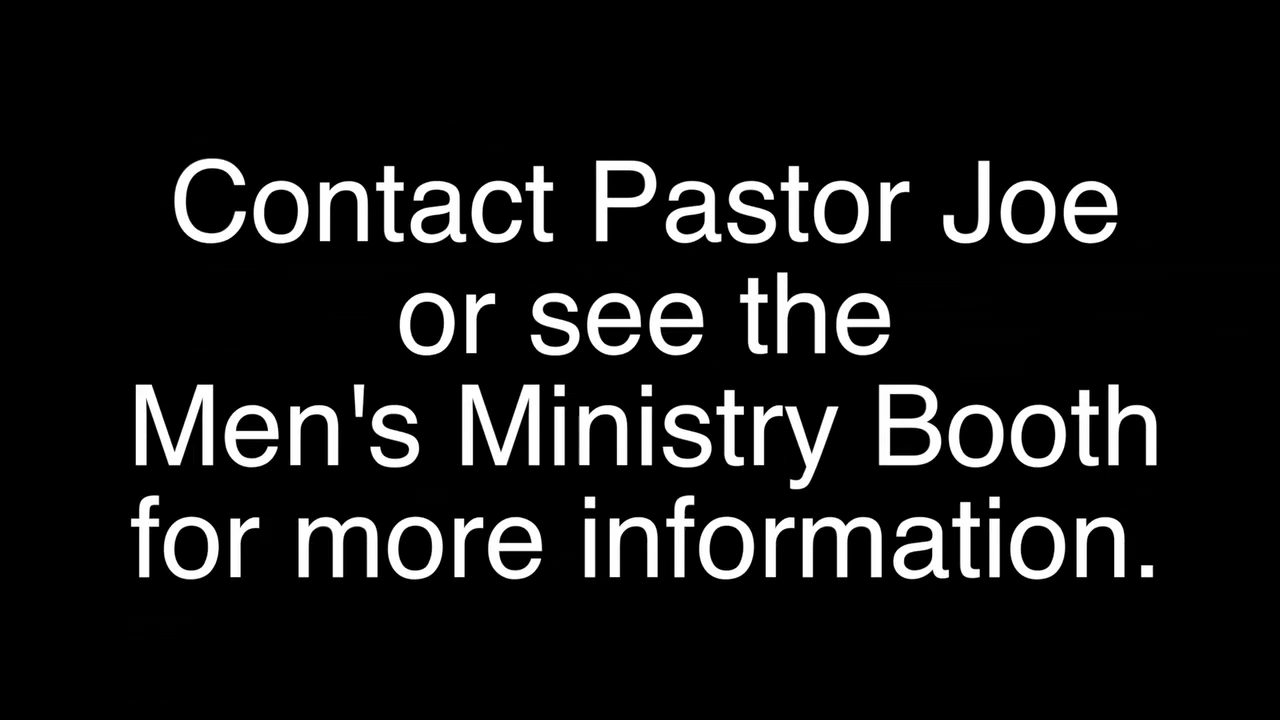 Contact Pastor Joe
or see the
Men's Ministry Booth
for more information.